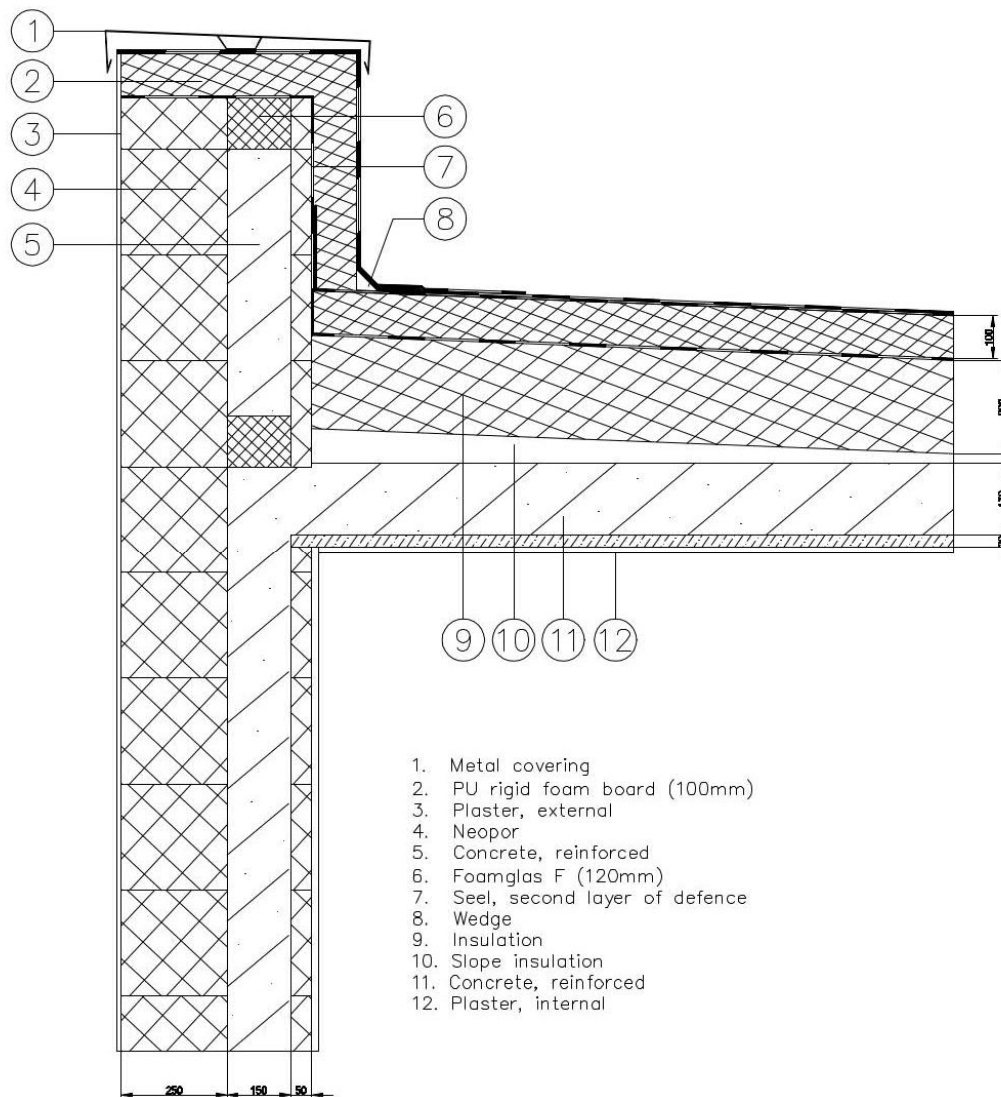 1
2
3
4
5
6
7
8
100
9
10
11
12
1. Metal covering
2. PU rigid foam board (100mm)
3. Plaster, external
4. Neopor
5. Concrete, reinforced
6. Foamglas F (120mm)
7. Seel, second layer of defence
8. Wedge
9. Insulation
10. Slope insulation
11. Concrete, reinforced
12. Plaster, internal
250
150
50